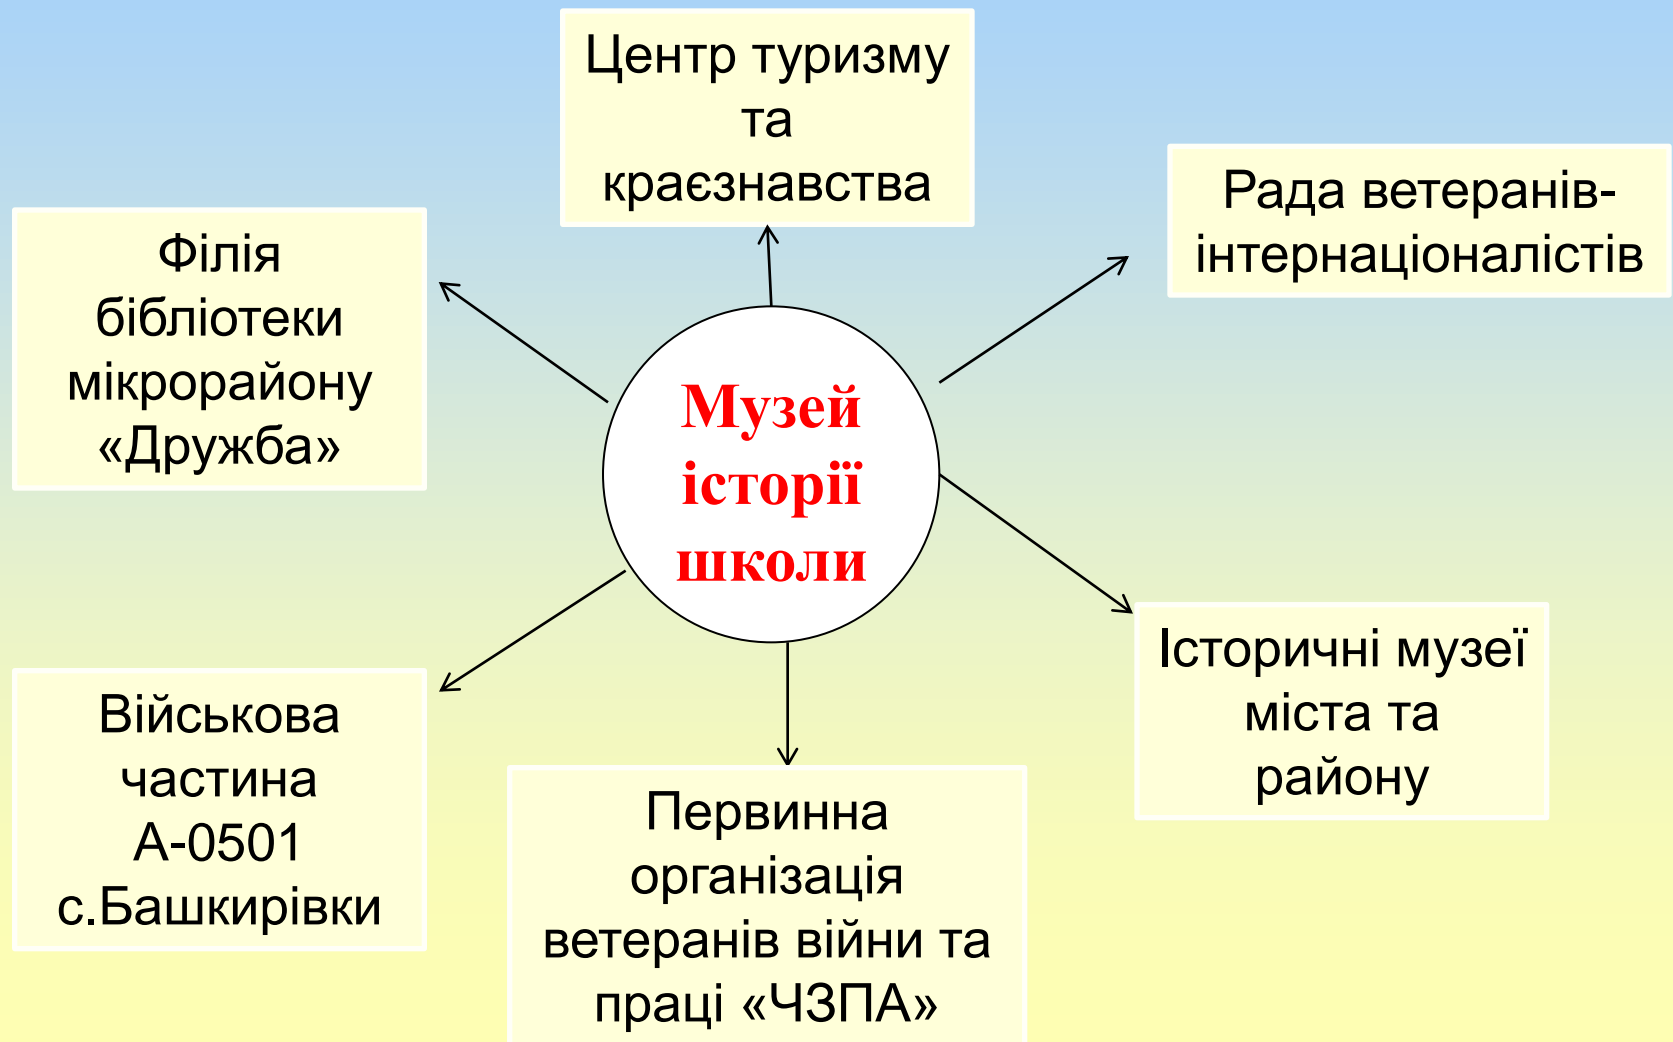 Центр туризму
та
краєзнавства
Рада ветеранів-
інтернаціоналістів
Філія
бібліотеки
мікрорайону
«Дружба»
Музей
історії
школи
Історичні музеї
міста та
району
Військова
частина
А-0501
с.Башкирівки
Первинна
організація
ветеранів війни та
праці «ЧЗПА»